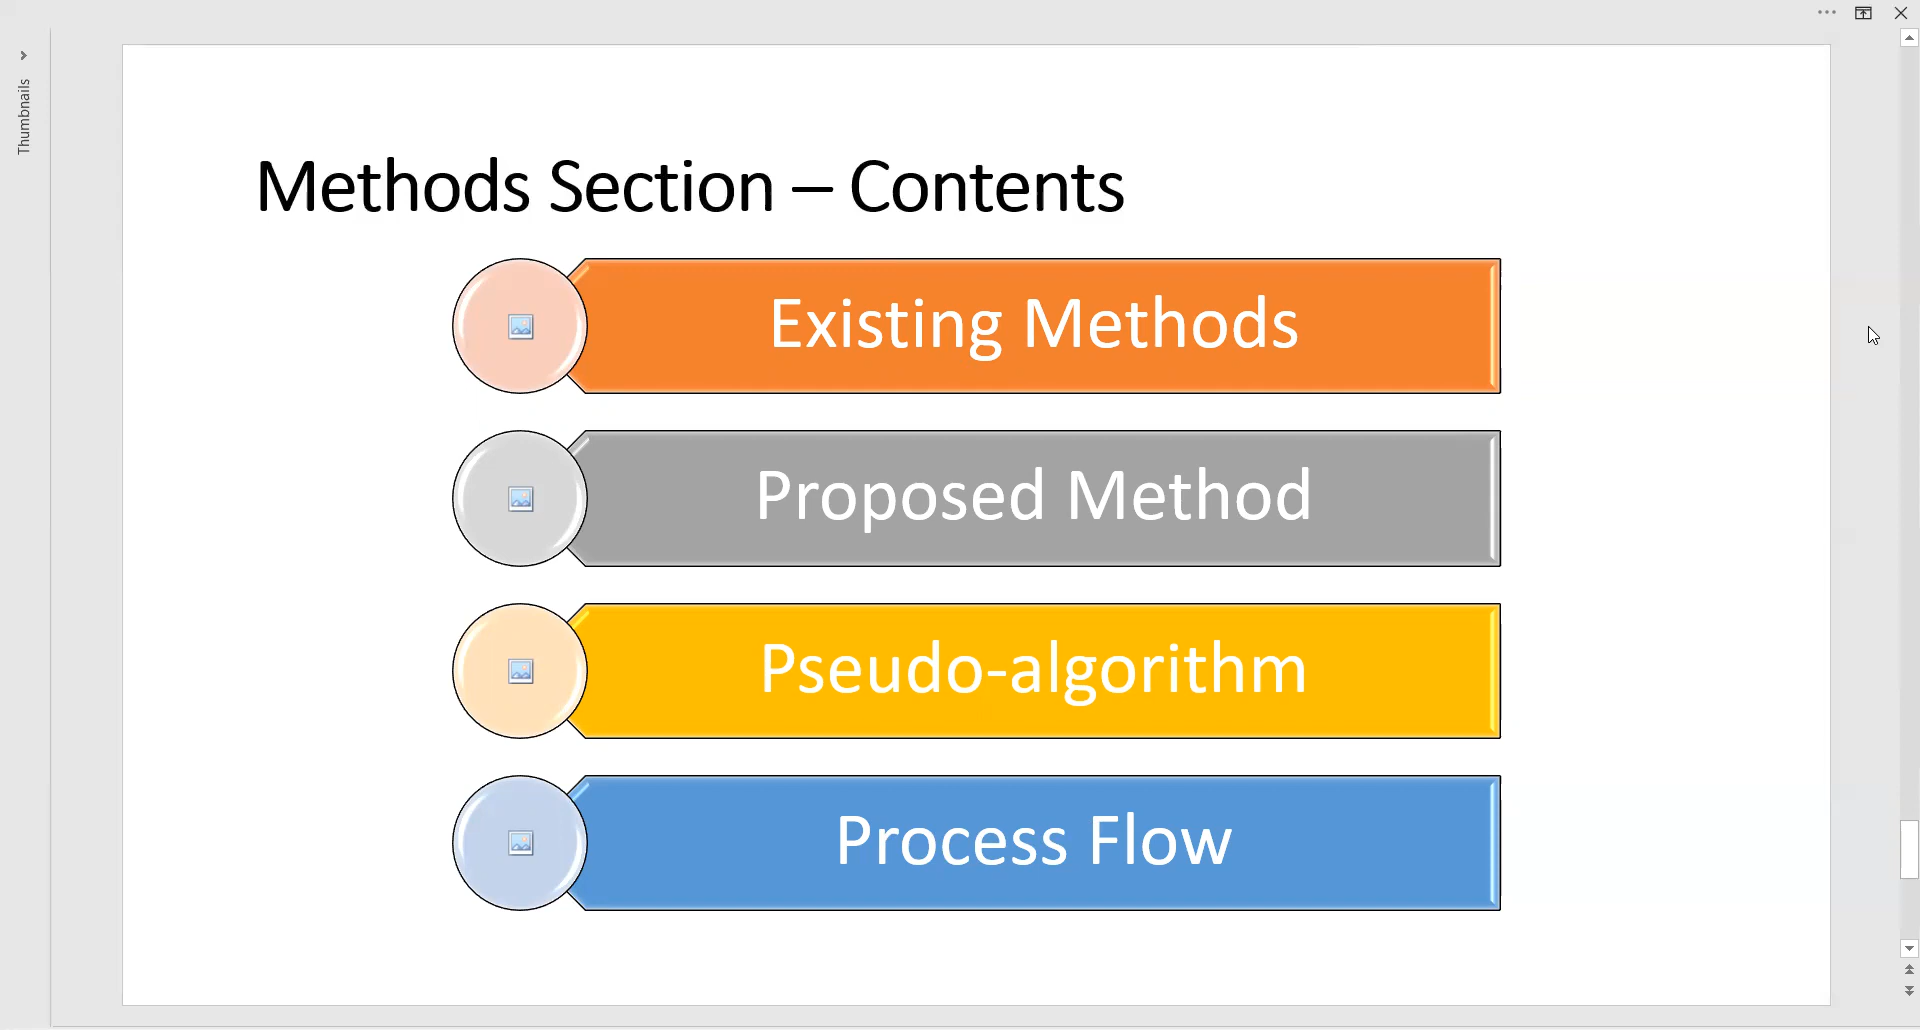 Thumbnails
Methods Section – Contents
Existing Methods
Proposed Method
Pseudo-algorithm
Process Flow